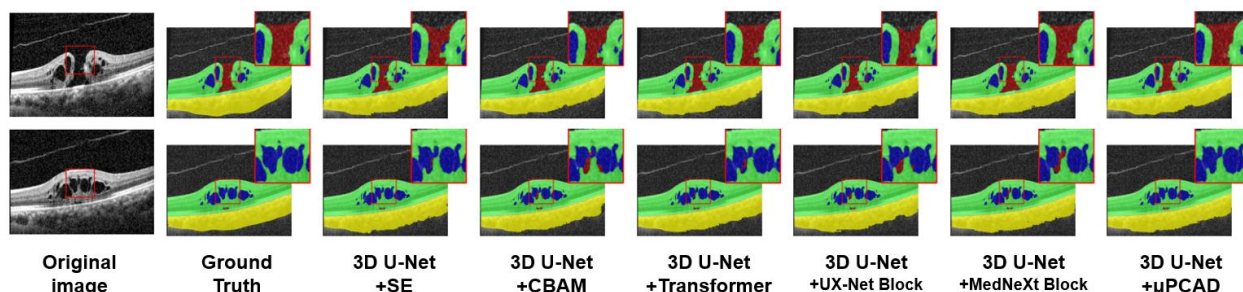 Original
image
Ground
Truth
3D U-Net
+SE
3D U-Net
+CBAM
3D U-Net
+Transformer
3D U-Net
+UX-Net Block
3D U-Net
+MedNeXt Block
3D U-Net
+μPCAD